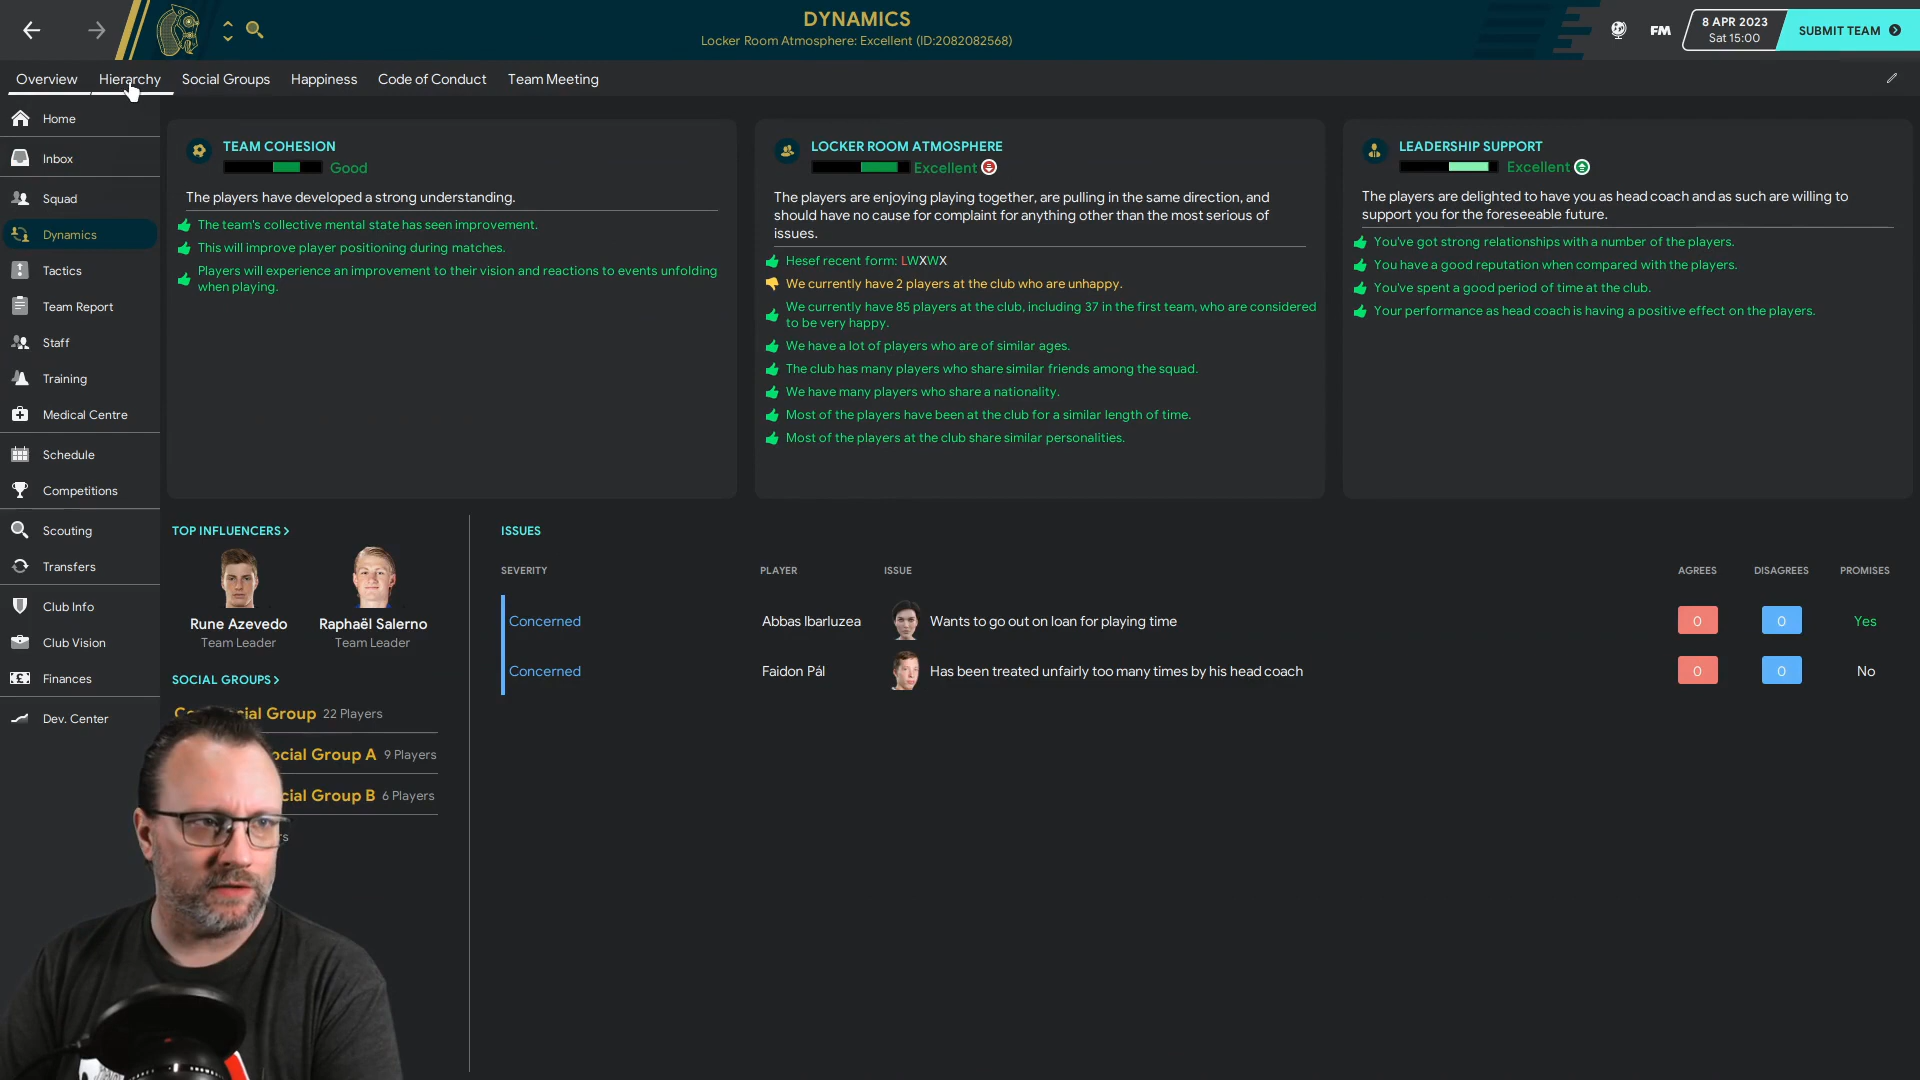 DYNAMICS
Locker Room Atmosphere: Excellent (ID:2082082568)
FM
8 APR 2023
Sat 15:00
SUBMIT TEAM
Overview
Hierarchy
Social Groups
Happiness
Code of Conduct
Team Meeting
Home
Inbox
Squad
Dynamics
Tactics
Team Report
Staff
Training
Medical Centre
Schedule
Competitions
Scouting
Transfers
Club Info
Club Vision
Finances
Dev. Center
TEAM COHESION
Good
The players have developed a strong understanding.
The team's collective mental state has seen improvement.
This will improve player positioning during matches.
Players will experience an improvement to their vision and reactions to events unfolding
when playing.
LOCKER ROOM ATMOSPHERE
Excellent
The players are enjoying playing together, are pulling in the same direction, and
should have no cause for complaint for anything other than the most serious of
issues.
Hesef recent form: LWXWX
We currently have 2 players at the club who are unhappy.
We currently have 85 players at the club, including 37 in the first team, who are considered
to be very happy.
We have a lot of players who are of similar ages.
The club has many players who share similar friends among the squad.
We have many players who share a nationality.
Most of the players have been at the club for a similar length of time.
Most of the players at the club share similar personalities.
LEADERSHIP SUPPORT
Excellent
The players are delighted to have you as head coach and as such are willing to
support you for the foreseeable future.
You've got strong relationships with a number of the players.
You have a good reputation when compared with the players.
You've spent a good period of time at the club.
Your performance as head coach is having a positive effect on the players.
TOP INFLUENCERS >
Rune Azevedo
Team Leader
Raphaël Salerno
Team Leader
SOCIAL GROUPS >
Group 22 Players
Group A 9 Players
Group B 6 Players
ISSUES
SEVERITY PLAYER ISSUE AGREES DISAGREES PROMISES
Concerned Abbas Ibarluzea Wants to go out on loan for playing time 0 0 Yes
Concerned Faidon Pál Has been treated unfairly too many times by his head coach 0 0 No